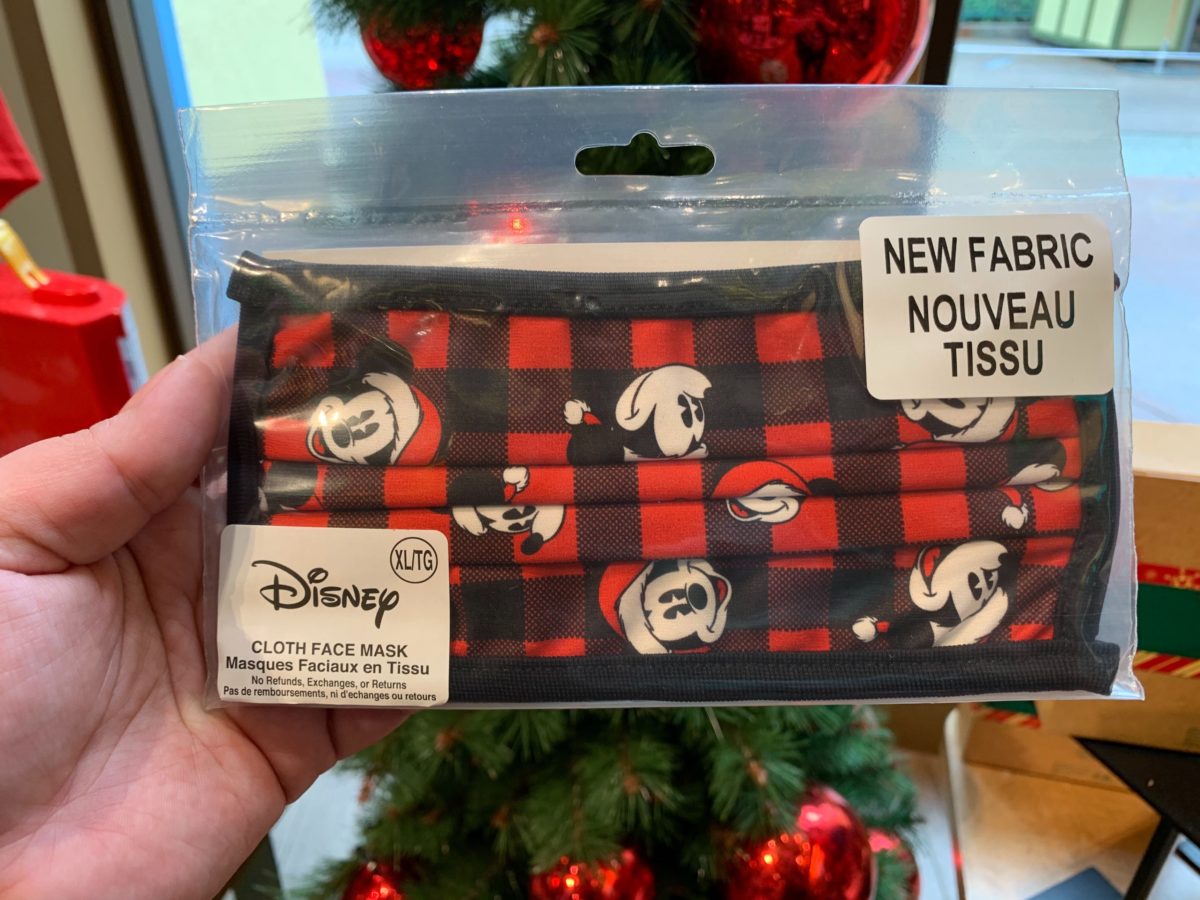 NEW FABRIC
NOUVEAU
TISSU
XL/TG
Disney
CLOTH FACE MASK
Masques Faciaux en Tissu
No Refunds, Exchanges, or Returns
Pas de remboursements, ni d'echanges ou retours